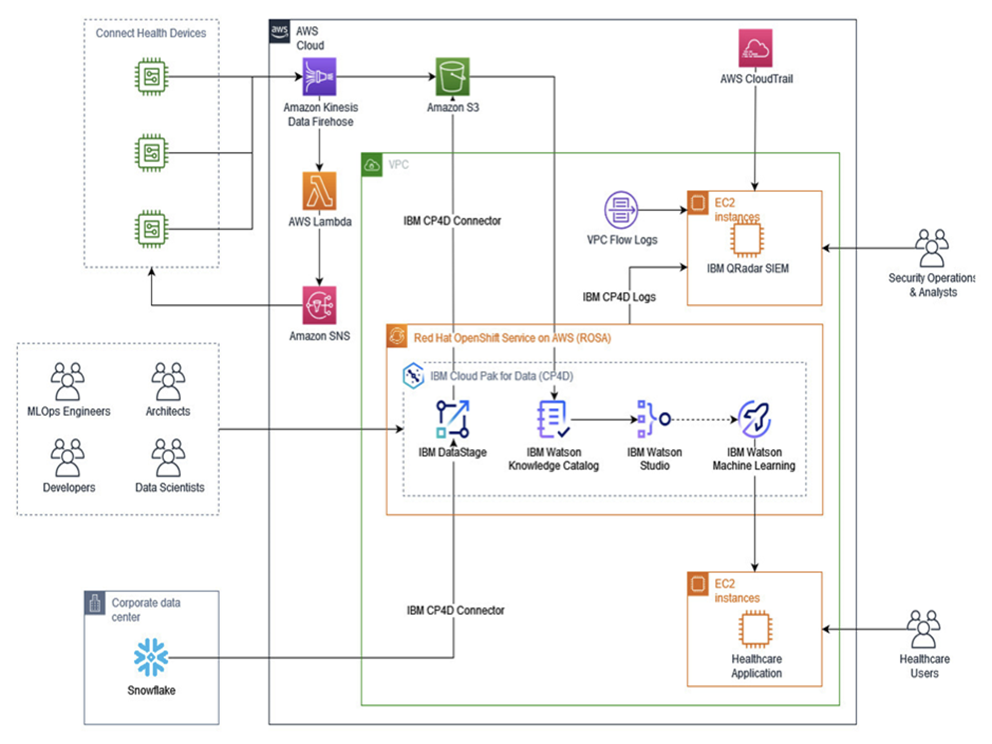 Connect Health Devices
aws
AWS
Cloud
Amazon Kinesis
Data Firehose
Amazon S3
AWS CloudTrail
VPC
AWS Lambda
IBM CP4D Connector
VPC Flow Logs
EC2
instances
IBM QRadar SIEM
Security Operations
& Analysts
IBM CP4D Logs
Amazon SNS
Red Hat OpenShift Service on AWS (ROSA)
IBM Cloud Pak for Data (CP4D)
MLOps Engineers
Architects
Developers
Data Scientists
IBM DataStage
IBM Watson
Knowledge Catalog
IBM Watson
Studio
IBM Watson
Machine Learning
Corporate data
center
Snowflake
IBM CP4D Connector
EC2
instances
Healthcare
Application
Healthcare
Users